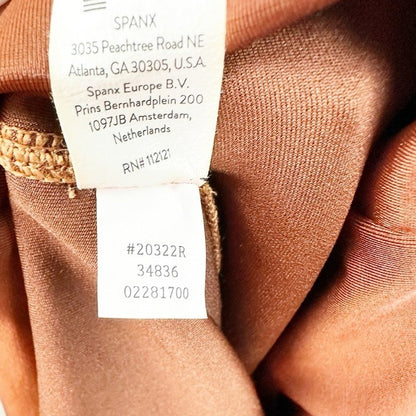 SPANX
3035 Peachtree Road NE
Atlanta, GA 30305, U.S.A.
Spanx Europe B.V.
Prins Bernhardplein 200
1097JB Amsterdam,
Netherlands
RN# 112121
#20322R
34836
02281700